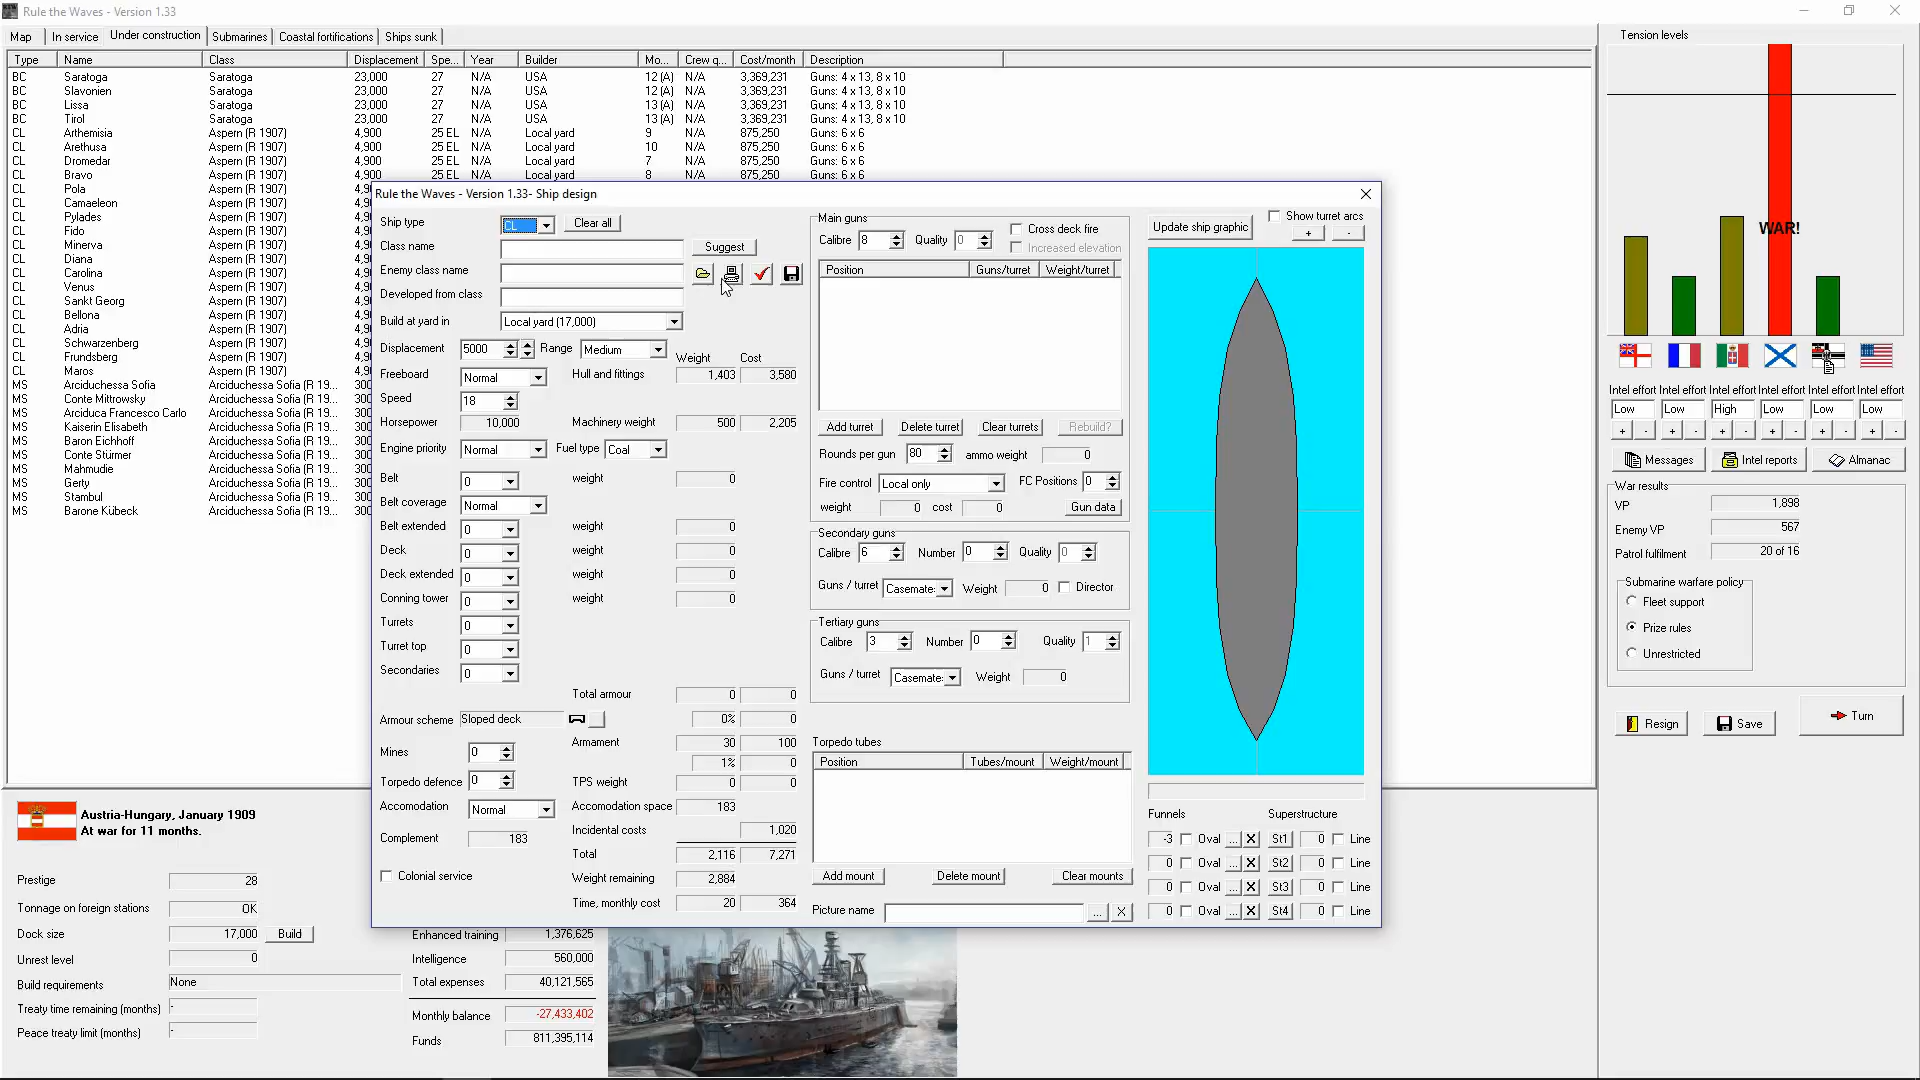 Rule the Waves - Version 1.33
Map In service Under construction Submarines Coastal fortifications Ships sunk
Type Name Class Displacement Spe... Year Builder Mo... Crew q... Cost/month Description
BC Saratoga Saratoga 23,000 27 N/A USA 12 (A) N/A 3,369,231 Guns: 4 x 13, 8 x 10
BC Slavonien Saratoga 23,000 27 N/A USA 12 (A) N/A 3,369,231 Guns: 4 x 13, 8 x 10
BC Lissa Saratoga 23,000 27 N/A USA 13 (A) N/A 3,369,231 Guns: 4 x 13, 8 x 10
BC Tirol Saratoga 23,000 27 N/A USA 13 (A) N/A 3,369,231 Guns: 4 x 13, 8 x 10
CL Arthemisia Aspern (R 1907) 4,900 25 EL N/A Local yard 9 N/A 875,250 Guns: 6 x 6
CL Arethusa Aspern (R 1907) 4,900 25 EL N/A Local yard 10 N/A 875,250 Guns: 6 x 6
CL Dromedar Aspern (R 1907) 4,900 25 EL N/A Local yard 7 N/A 875,250 Guns: 6 x 6
CL Bravo Aspern (R 1907) 4,900 25 EL N/A Local yard 8 N/A 875,250 Guns: 6 x 6
CL Pola Aspern (R 1907)
CL Camaeleon Aspern (R 1907)
CL Pylades Aspern (R 1907)
CL Fido Aspern (R 1907)
CL Minerva Aspern (R 1907)
CL Diana Aspern (R 1907)
CL Carolina Aspern (R 1907)
CL Venus Aspern (R 1907)
CL Sankt Georg Aspern (R 1907)
CL Bellona Aspern (R 1907)
CL Adria Aspern (R 1907)
CL Schwarzenberg Aspern (R 1907)
CL Frundsberg Aspern (R 1907)
CL Maros Aspern (R 1907)
MS Arciduchessa Sofia Arciduchessa Sofia (R 19...
MS Conte Mittrowsky Arciduchessa Sofia (R 19...
MS Arciduca Francesco Carlo Arciduchessa Sofia (R 19...
MS Kaiserin Elisabeth Arciduchessa Sofia (R 19...
MS Baron Eichhoff Arciduchessa Sofia (R 19...
MS Conte Stürmer Arciduchessa Sofia (R 19...
MS Mahmudie Arciduchessa Sofia (R 19...
MS Gerty Arciduchessa Sofia (R 19...
MS Stambul Arciduchessa Sofia (R 19...
MS Barone Kübeck Arciduchessa Sofia (R 19...
Rule the Waves - Version 1.33- Ship design
Ship type CL Clear all
Class name Suggest
Enemy class name
Developed from class
Build at yard in Local yard (17,000)
Displacement 5000 Range Medium Weight Cost
Freeboard Normal Hull and fittings 1,403 3,580
Speed 18
Horsepower 10,000 Machinery weight 500 2,205
Engine priority Normal Fuel type Coal
Belt 0 weight 0
Belt coverage Normal
Belt extended 0 weight 0
Deck 0 weight 0
Deck extended 0 weight 0
Conning tower 0 weight 0
Turrets 0
Turret top 0
Secondaries 0
Total armour 0 0
Armour scheme Sloped deck 0% 0
Mines 0 Armament 30 100
1% 0
Torpedo defence 0 TPS weight 0 0
Accomodation Normal Accomodation space 183
Incidental costs 1,020
Complement 183
Total 2,116 7,271
Colonial service Weight remaining 2,884
Time, monthly cost 20 364
Main guns
Calibre 8 Quality 0 Cross deck fire
Increased elevation
Position Guns/turret Weight/turret
Add turret Delete turret Clear turrets Rebuild?
Rounds per gun 80 ammo weight 0
Fire control Local only FC Positions 0
weight 0 cost 0 Gun data
Secondary guns
Calibre 6 Number 0 Quality 0
Guns / turret Casemate: Weight 0 Director
Tertiary guns
Calibre 3 Number 0 Quality 1
Guns / turret Casemate: Weight 0
Torpedo tubes
Position Tubes/mount Weight/mount
Add mount Delete mount Clear mounts
Picture name ... X
Update ship graphic Show turret arcs
+ -
Funnels Superstructure
-3 Oval ... X St1 0 Line
0 Oval ... X St2 0 Line
0 Oval ... X St3 0 Line
0 Oval ... X St4 0 Line
Tension levels
WAR!
Intel effort Intel effort Intel effort Intel effort Intel effort Intel effort
Low Low High Low Low Low
+ - + - + - + - + - + -
Messages Intel reports Almanac
War results
VP 1,898
Enemy VP 567
Patrol fulfilment 20 of 16
Submarine warfare policy
Fleet support
Prize rules
Unrestricted
Resign Save Turn
Austria-Hungary, January 1909
At war for 11 months.
Prestige 28
Tonnage on foreign stations OK
Dock size 17,000 Build
Unrest level 0
Build requirements None
Treaty time remaining (months) -
Peace treaty limit (months) -
Enhanced training 1,376,625
Intelligence 560,000
Total expenses 40,121,565
Monthly balance -27,433,402
Funds 811,395,114